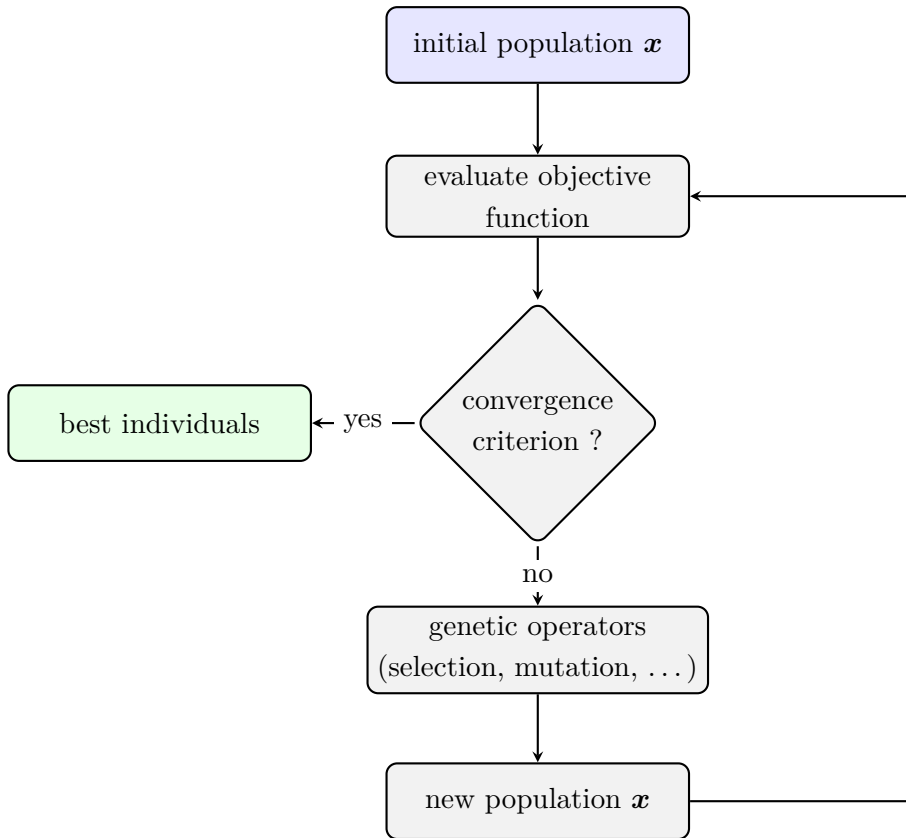 initial population x
evaluate objective
function
convergence
criterion ?
yes
best individuals
no
genetic operators
(selection, mutation, . . . )
new population x